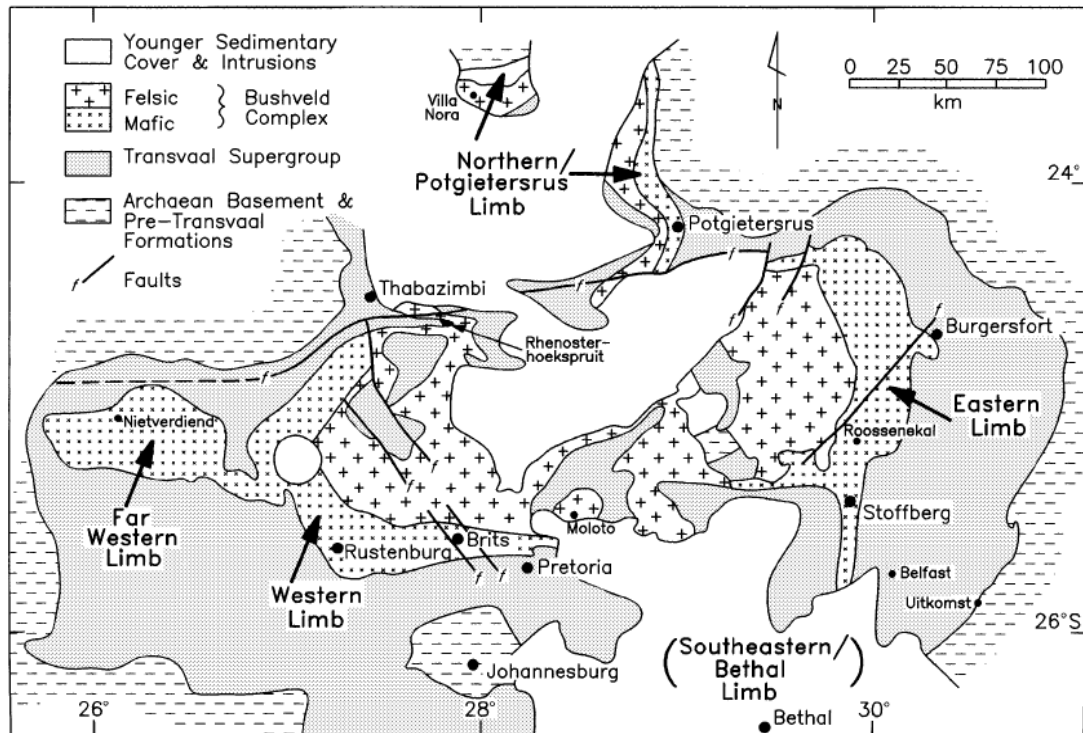 Younger Sedimentary
Cover & Intrusions
Felsic
Mafic
Bushveld
Complex
Transvaal Supergroup
Archaean Basement &
Pre-Transvaal
Formations
f Faults
Villa
Nora
Northern/
Potgietersrus
Limb
N
0 25 50 75 100
km
24°
Potgietersrus
Thabazimbi
f
Rhenoster-
hoekspruit
f
f
f
f
f
Burgersfort
f
Nietverdiend
Eastern
Limb
Roossenekal
f
Far
Western
Limb
Moloto
Stoffberg
Rustenburg
Brits
Western
Limb
f
f
Pretoria
Belfast
Uitkomst
26°S
Johannesburg
(Southeastern/
Bethal
Limb)
26°
28°
30°
Bethal